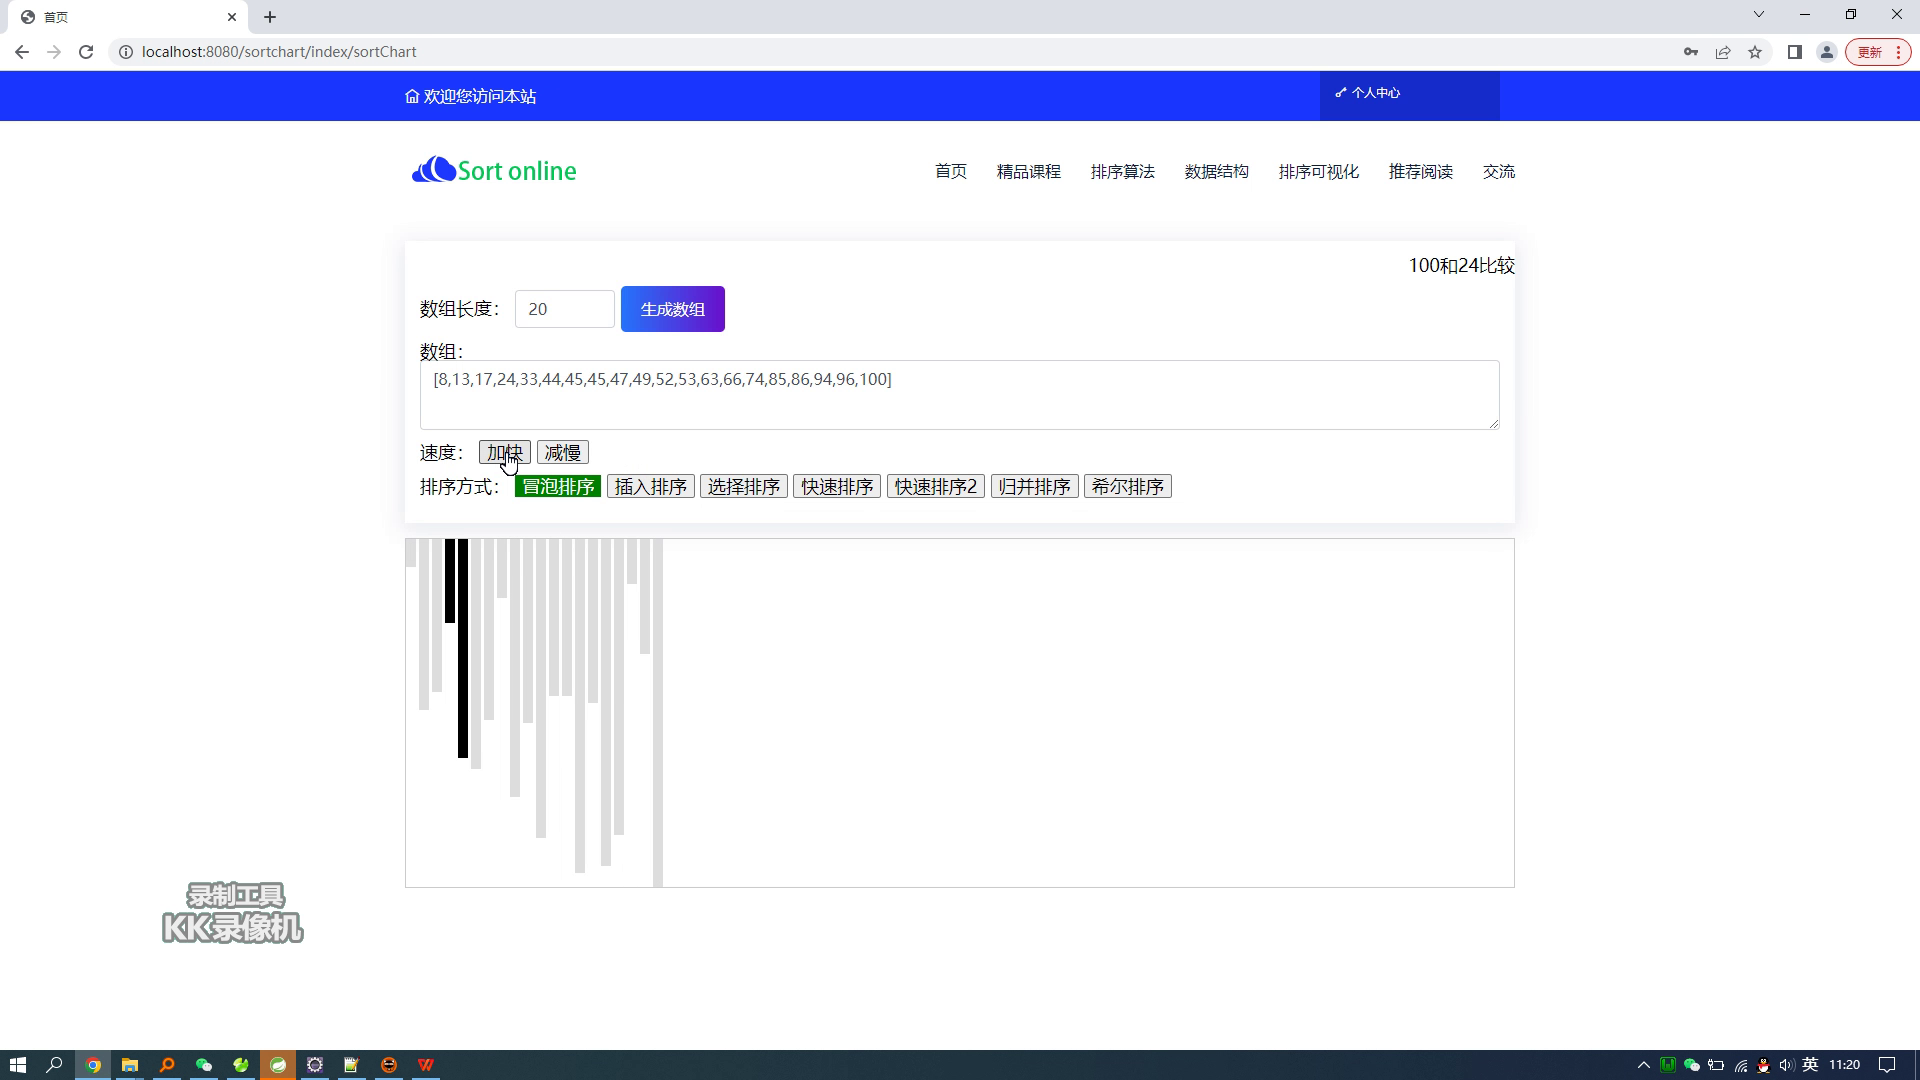 首页
localhost:8080/sortchart/index/sortChart
更新
欢迎您访问本站
个人中心
Sort online
首页 精品课程 排序算法 数据结构 排序可视化 推荐阅读 交流
100和24比较
数组长度： 20 生成数组
数组：
[8,13,17,24,33,44,45,45,47,49,52,53,63,66,74,85,86,94,96,100]
速度： 加快 减慢
排序方式： 冒泡排序 插入排序 选择排序 快速排序 快速排序2 归并排序 希尔排序
录制工具
KK录像机
英 11:20